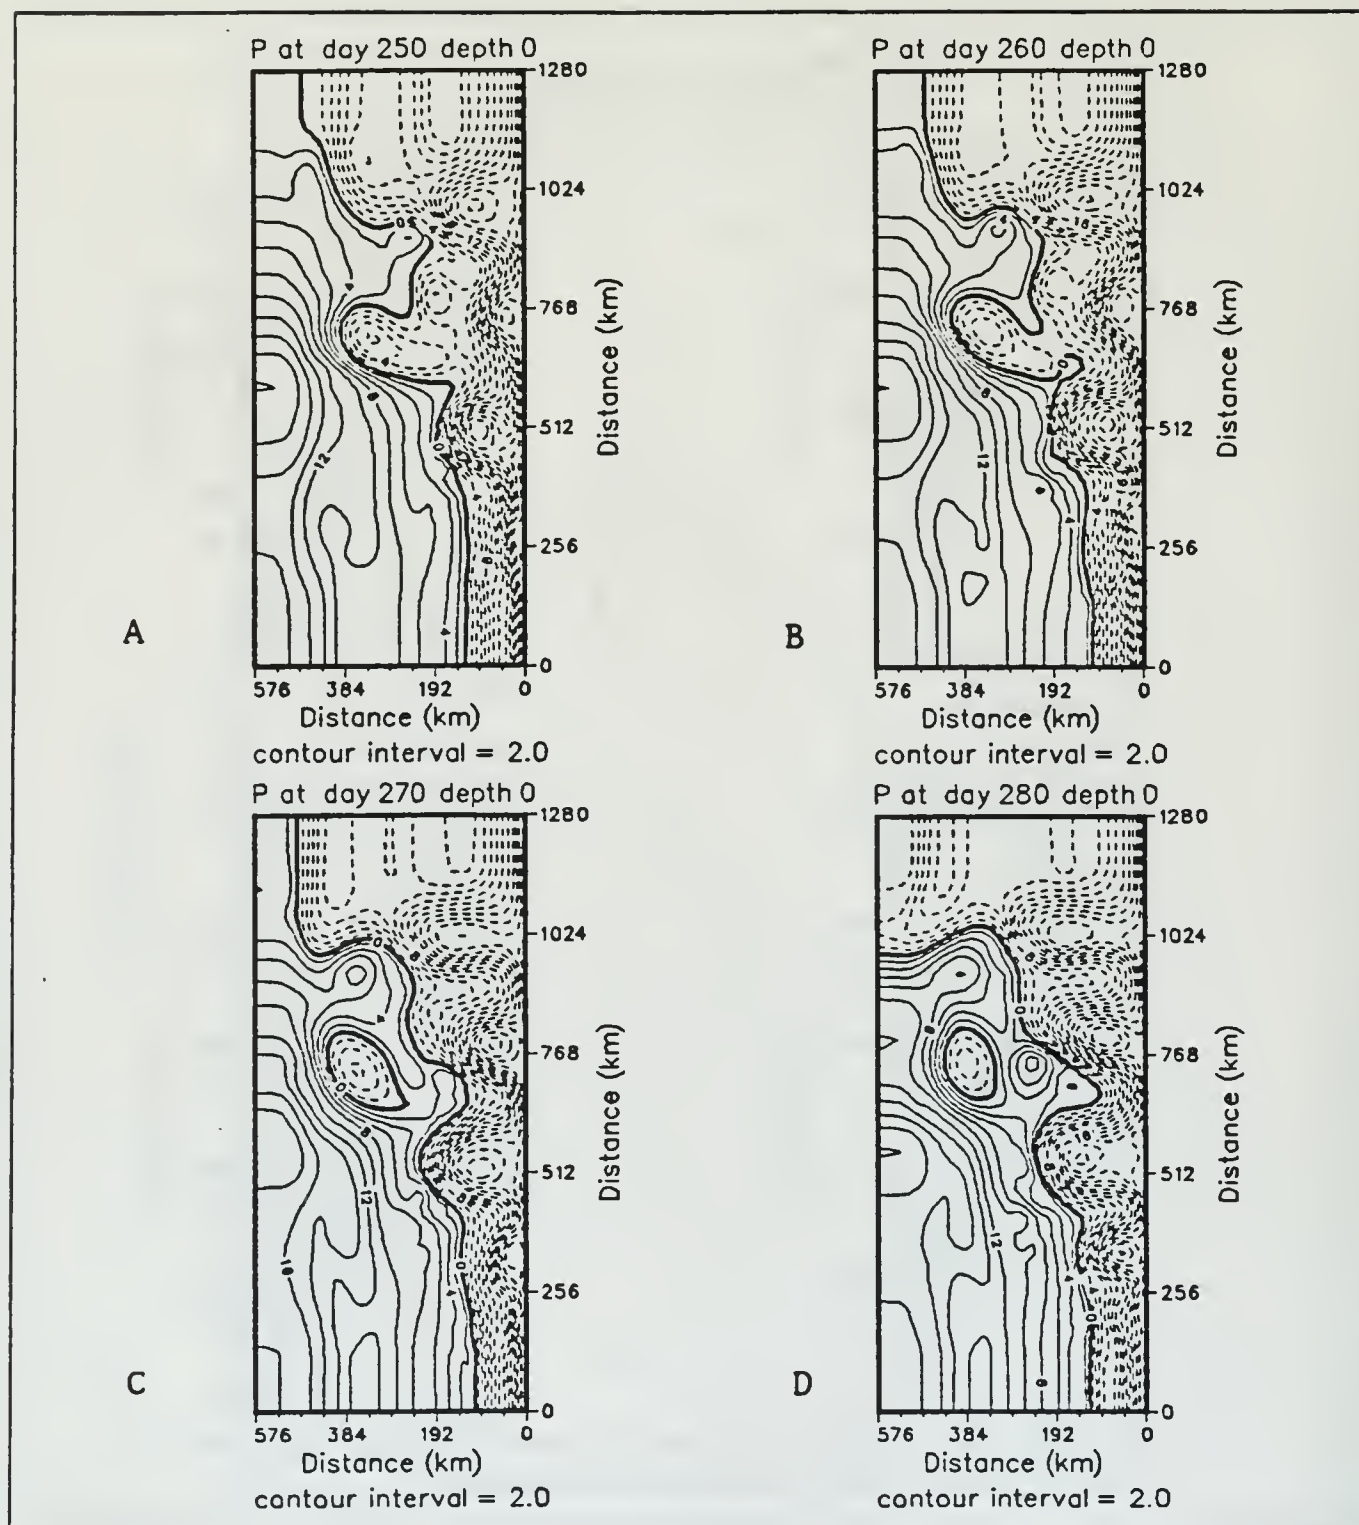 P at day 250 depth 0
1280
1024
768
512
256
0
Distance (km)
576 384 192 0
Distance (km)
contour interval = 2.0
A
P at day 260 depth 0
1280
1024
768
512
256
0
Distance (km)
576 384 192 0
Distance (km)
contour interval = 2.0
B
P at day 270 depth 0
1280
1024
768
512
256
0
Distance (km)
576 384 192 0
Distance (km)
contour interval = 2.0
C
P at day 280 depth 0
1280
1024
768
512
256
0
Distance (km)
576 384 192 0
Distance (km)
contour interval = 2.0
D